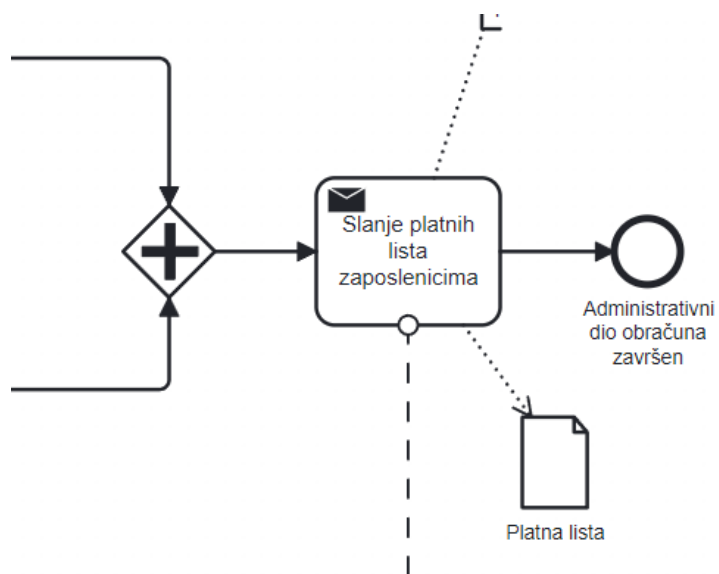 Slanje platnih
lista
zaposlenicima
Administrativni
dio obračuna
završen
Platna lista